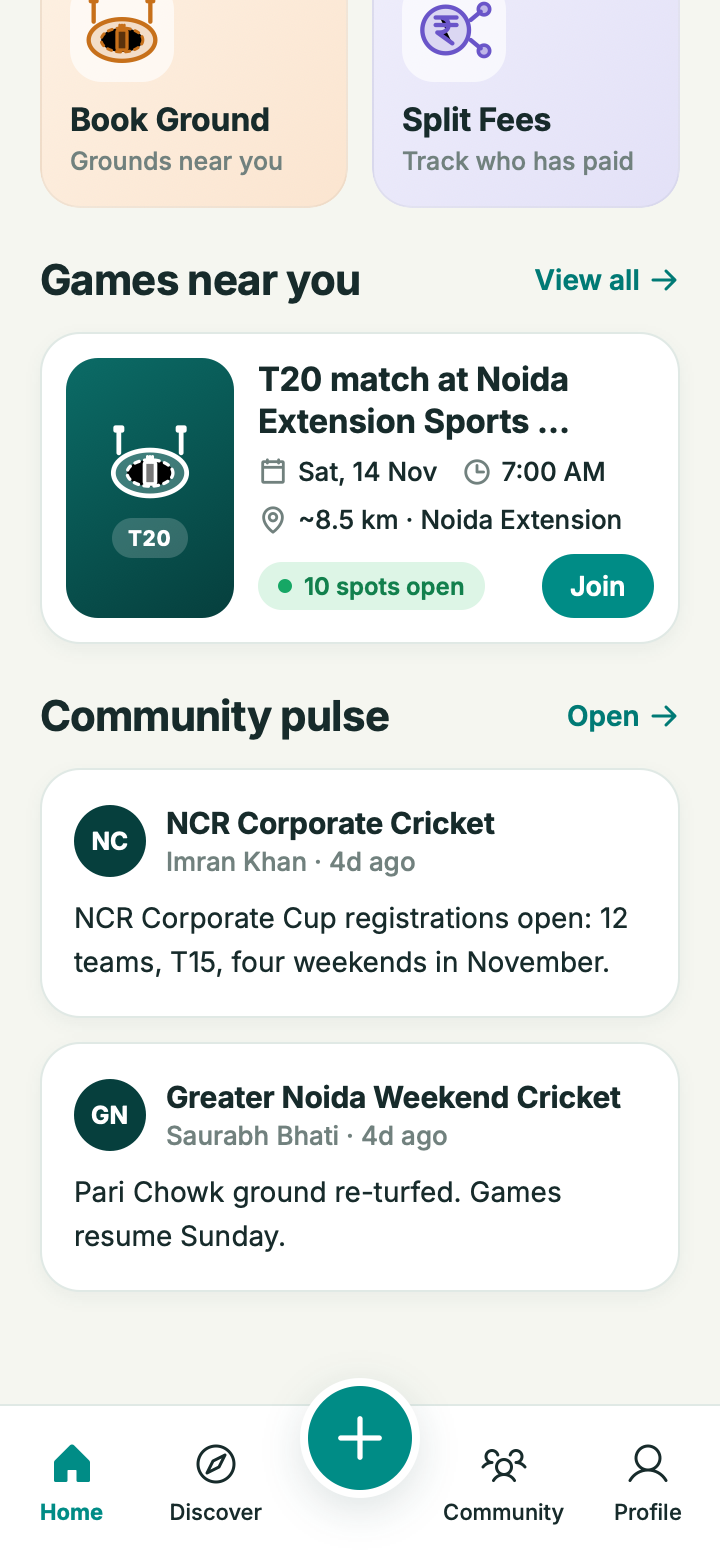 Book Ground
Grounds near you
Split Fees
Track who has paid
Games near you
View all →
T20
T20 match at Noida
Extension Sports ...
Sat, 14 Nov
7:00 AM
~8.5 km · Noida Extension
10 spots open
Join
Community pulse
Open →
NC
NCR Corporate Cricket
Imran Khan · 4d ago
NCR Corporate Cup registrations open: 12
teams, T15, four weekends in November.
GN
Greater Noida Weekend Cricket
Saurabh Bhati · 4d ago
Pari Chowk ground re-turfed. Games
resume Sunday.
Home
Discover
Community
Profile